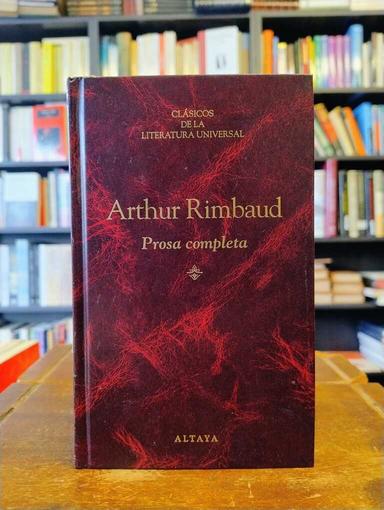 CLÁSICOS
DE LA
LITERATURA UNIVERSAL
Arthur Rimbaud
Prosa completa
ALTAYA